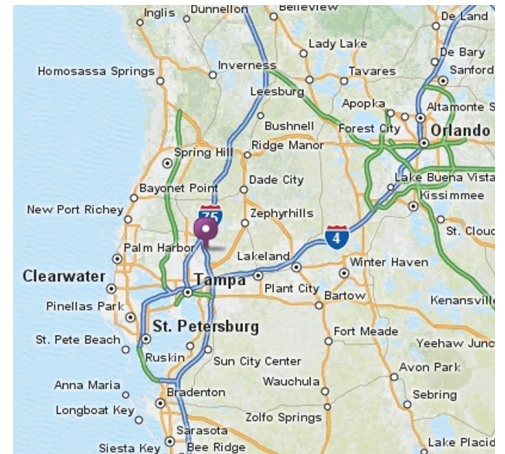 Inglis
Dunnellon
Belleview
De Land
Lady Lake
De Bary
Homosassa Springs
Inverness
Tavares
Sanford
Leesburg
Apopka
Altamonte S
Bushnell
Forest City
Orlando
Spring Hill
Ridge Manor
Bayonet Point
Dade City
Lake Buena Vista
Kissimmee
New Port Richey
75
Zephyrhills
4
St. Clou
Palm Harbor
Lakeland
Clearwater
Tampa
Winter Haven
Plant City
Pinellas Park
Bartow
Kenansvill
St. Petersburg
Fort Meade
St. Pete Beach
Yeehaw Junc
Ruskin
Sun City Center
Avon Park
Anna Maria
Wauchula
Bradenton
Sebring
Longboat Key
Zolfo Springs
Sarasota
Siesta Key
Bee Ridge
Lake Placid